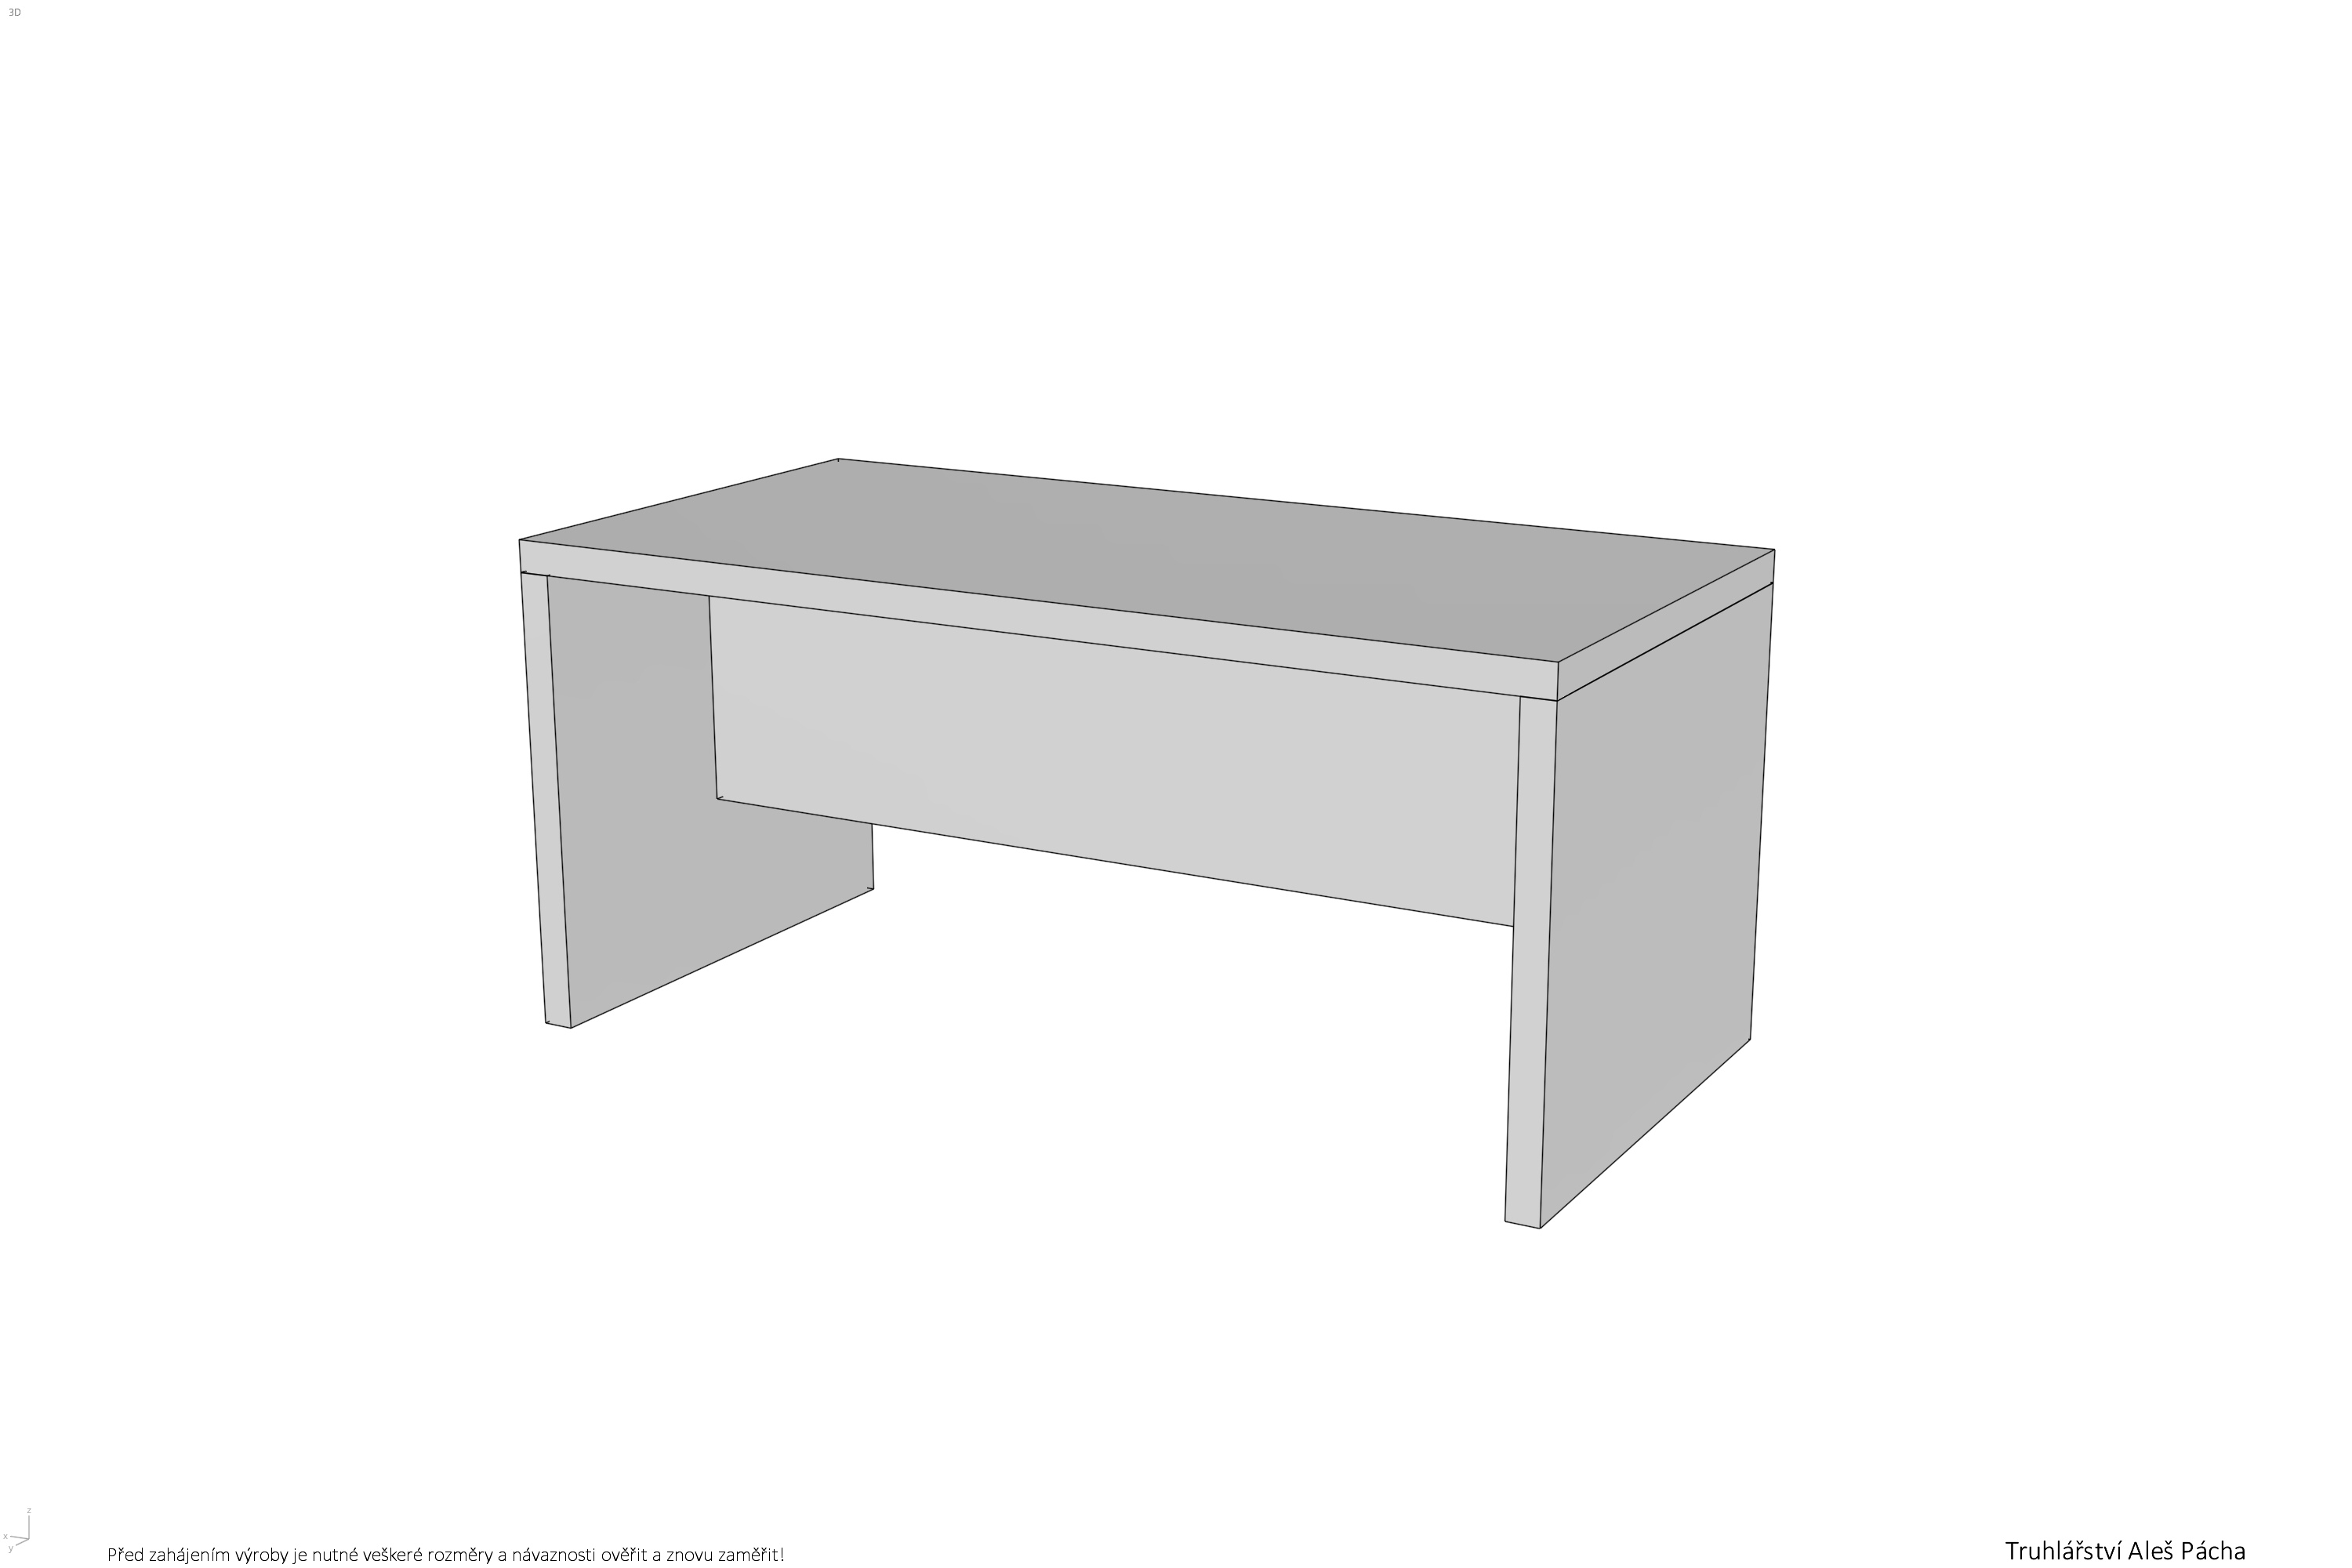 3D
z
x
y
Před zahájením výroby je nutné veškeré rozměry a návaznosti ověřit a znovu zaměřit!
Truhlářství Aleš Pácha